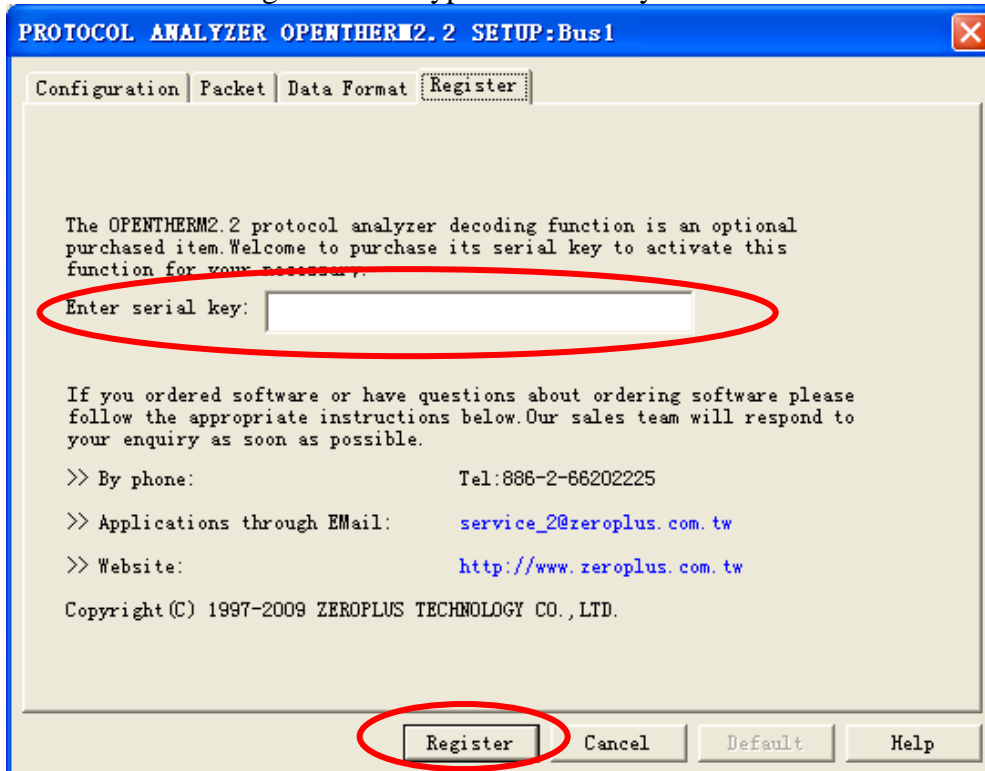 PROTOCOL ANALYZER OPENTHERM2.2 SETUP:Bus1
Configuration Packet Data Format Register
The OPENTHERM2.2 protocol analyzer decoding function is an optional
purchased item.Welcome to purchase its serial key to activate this
function for your necessary.
Enter serial key:
If you ordered software or have questions about ordering software please
follow the appropriate instructions below.Our sales team will respond to
your enquiry as soon as possible.
>> By phone: Tel:886-2-66202225
>> Applications through EMail: service_2@zeroplus.com.tw
>> Website: http://www.zeroplus.com.tw
Copyright(C) 1997-2009 ZEROPLUS TECHNOLOGY CO.,LTD.
Register Cancel Default Help